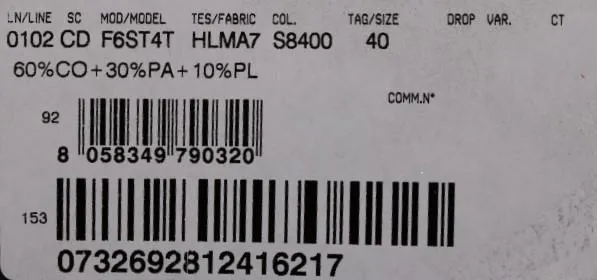 LN/LINE SC MOD/MODEL TES/FABRIC COL. TAG/SIZE DROP VAR. CT
0102 CD F6ST4T HLMA7 S8400 40
60%CO+30%PA+10%PL
COMM.N*
92
8 058349 790320
153
0732692812416217